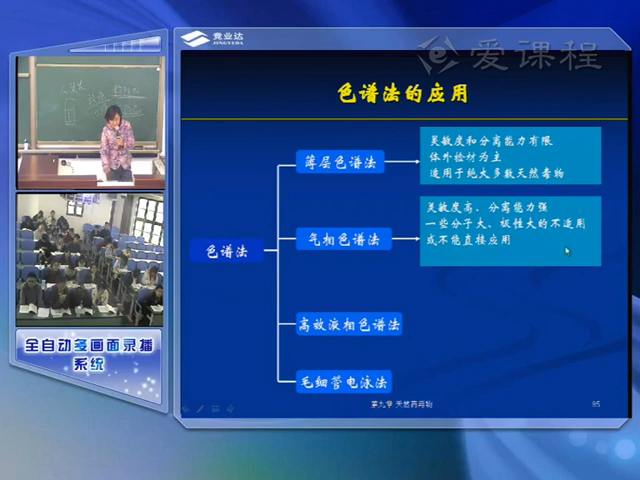 竞业达
JINGYEDA
爱课程
色谱法的应用
薄层色谱法
灵敏度和分离能力有限
体外检材为主
适用于绝大多数天然毒物
气相色谱法
灵敏度高、分离能力强
一些分子大、极性大的不适用
或不能直接应用
色谱法
高效液相色谱法
毛细管电泳法
全自动多画面录播
系统
第九章 天然药毒物
85